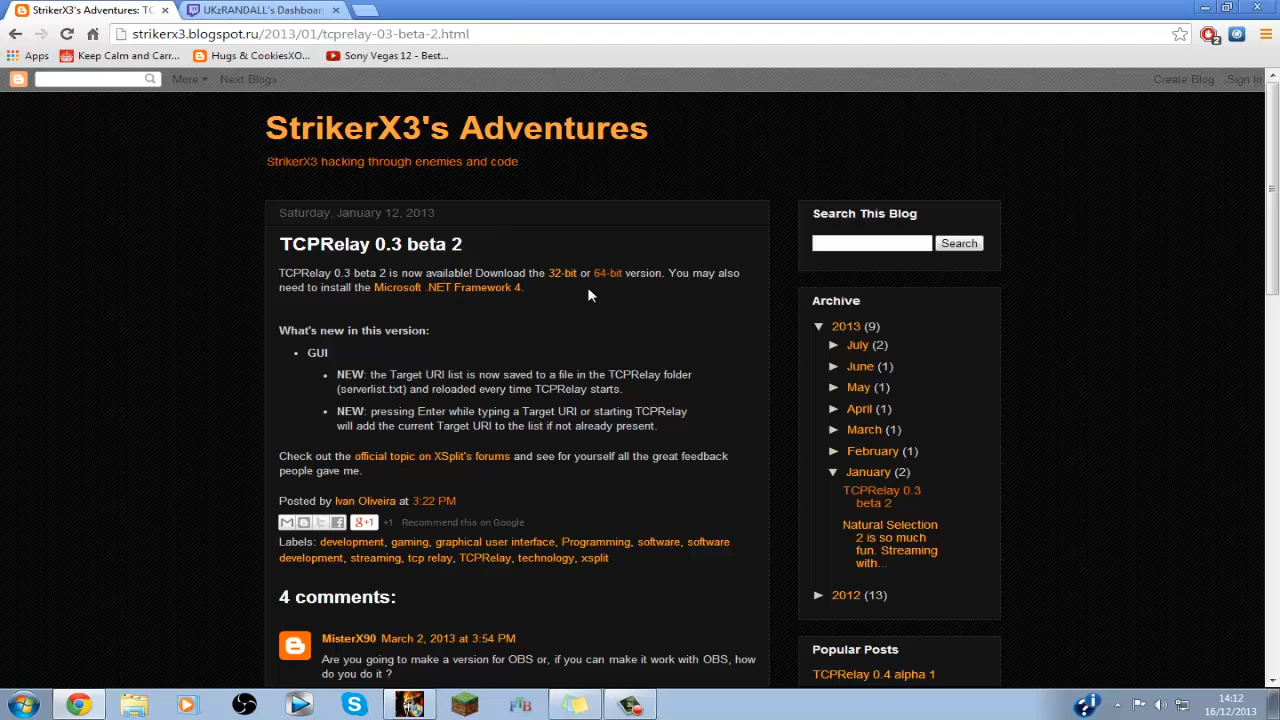 StrikerX3's Adventures: TC
UKzRANDALL's Dashboar
strikerx3.blogspot.ru/2013/01/tcprelay-03-beta-2.html
2
Apps Keep Calm and Carr... Hugs & CookiesXO... Sony Vegas 12 - Best...
More Next Blog» Create Blog Sign In
StrikerX3's Adventures
StrikerX3 hacking through enemies and code
Saturday, January 12, 2013
TCPRelay 0.3 beta 2
TCPRelay 0.3 beta 2 is now available! Download the 32-bit or 64-bit version. You may also
need to install the Microsoft .NET Framework 4.
What's new in this version:
GUI
NEW: the Target URI list is now saved to a file in the TCPRelay folder
(serverlist.txt) and reloaded every time TCPRelay starts.
NEW: pressing Enter while typing a Target URI or starting TCPRelay
will add the current Target URI to the list if not already present.
Check out the official topic on XSplit's forums and see for yourself all the great feedback
people gave me.
Posted by Ivan Oliveira at 3:22 PM
g+1 +1 Recommend this on Google
Labels: development, gaming, graphical user interface, Programming, software, software
development, streaming, tcp relay, TCPRelay, technology, xsplit
4 comments:
MisterX90 March 2, 2013 at 3:54 PM
Are you going to make a version for OBS or, if you can make it work with OBS, how
do you do it ?
Search This Blog
Search
Archive
▼ 2013 (9)
► July (2)
► June (1)
► May (1)
► April (1)
► March (1)
► February (1)
▼ January (2)
TCPRelay 0.3
beta 2
Natural Selection
2 is so much
fun. Streaming
with...
► 2012 (13)
Popular Posts
TCPRelay 0.4 alpha 1
FTB
14:12
16/12/2013